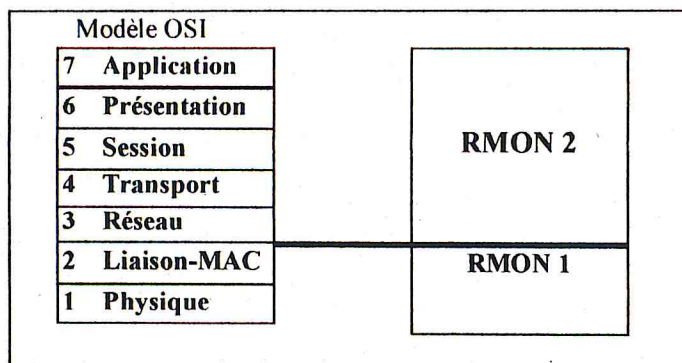 Modèle OSI
7 Application
6 Présentation
5 Session
4 Transport
3 Réseau
2 Liaison-MAC
1 Physique
RMON 2
RMON 1